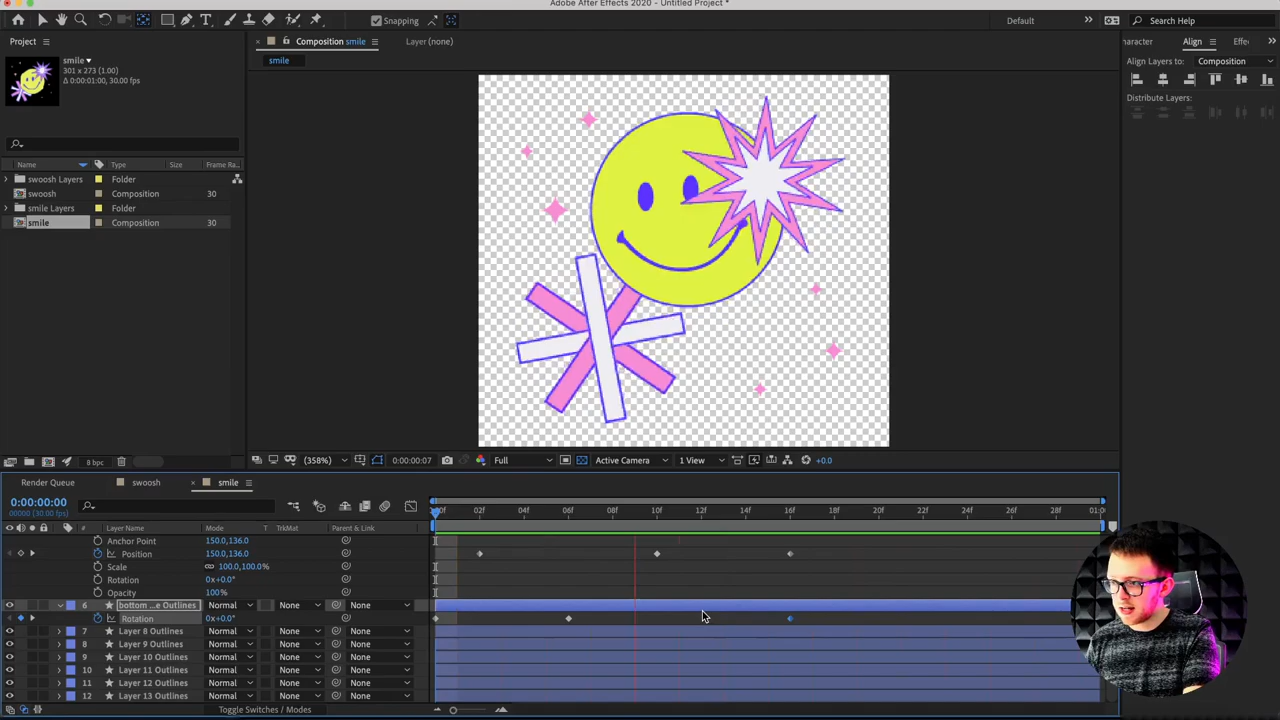 Adobe After Effects 2020 - Untitled Project *
Snapping
Default
Search Help
Project
Composition smile
Layer (none)
aracter
Align
Effec
smile
301 x 273 (1.00)
Δ 0:00:01:00, 30.00 fps
smile
Align Layers to:
Composition
Distribute Layers:
Name
Type
Size
Frame Ra..
swoosh Layers
Folder
swoosh
Composition
30
smile Layers
Folder
smile
Composition
30
8 bpc
(358%)
0:00:00:07
Full
Active Camera
1 View
+0.0
Render Queue
swoosh
smile
0:00:00:00
00000 (30.00 fps)
02f
04f
06f
08f
10f
12f
14f
16f
18f
20f
22f
24f
26f
28f
01:0
#
Layer Name
Mode
T
TrkMat
Parent & Link
Anchor Point
150.0,136.0
Position
150.0,136.0
Scale
100.0,100.0%
Rotation
0x+0.0°
Opacity
100%
6
bottom ...e Outlines
Normal
None
None
Rotation
0x+0.0°
7
Layer 8 Outlines
Normal
None
None
8
Layer 9 Outlines
Normal
None
None
9
Layer 10 Outlines
Normal
None
None
10
Layer 11 Outlines
Normal
None
None
11
Layer 12 Outlines
Normal
None
None
12
Layer 13 Outlines
Normal
None
None
Toggle Switches / Modes